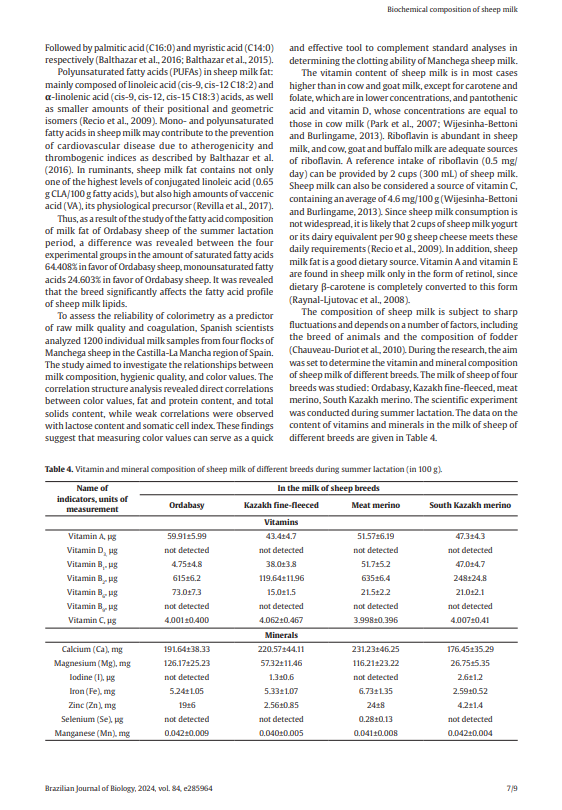 Biochemical composition of sheep milk
Followed by palmitic acid (C16:0) and myristic acid (C14:0)
respectively (Balthazar et al., 2016; Balthazar et al., 2015).
Polyunsaturated fatty acids (PUFAs) in sheep milk fat:
mainly composed of linoleic acid (cis-9, cis-12 C18:2) and
α-linolenic acid (cis-9, cis-12, cis-15 C18:3) acids, as well
as smaller amounts of their positional and geometric
isomers (Recio et al., 2009). Mono- and polyunsaturated
fatty acids in sheep milk may contribute to the prevention
of cardiovascular disease due to atherogenicity and
thrombogenic indices as described by Balthazar et al.
(2016). In ruminants, sheep milk fat contains not only
one of the highest levels of conjugated linoleic acid (0.65
g CLA/100 g fatty acids), but also high amounts of vaccenic
acid (VA), its physiological precursor (Revilla et al., 2017).
Thus, as a result of the study of the fatty acid composition
of milk fat of Ordabasy sheep of the summer lactation
period, a difference was revealed between the four
experimental groups in the amount of saturated fatty acids
64.408% in favor of Ordabasy sheep, monounsaturated fatty
acids 24.603% in favor of Ordabasy sheep. It was revealed
that the breed significantly affects the fatty acid profile
of sheep milk lipids.
To assess the reliability of colorimetry as a predictor
of raw milk quality and coagulation, Spanish scientists
analyzed 1200 individual milk samples from four flocks of
Manchega sheep in the Castilla-La Mancha region of Spain.
The study aimed to investigate the relationships between
milk composition, hygienic quality, and color values. The
correlation structure analysis revealed direct correlations
between color values, fat and protein content, and total
solids content, while weak correlations were observed
with lactose content and somatic cell index. These findings
suggest that measuring color values can serve as a quick
and effective tool to complement standard analyses in
determining the clotting ability of Manchega sheep milk.
The vitamin content of sheep milk is in most cases
higher than in cow and goat milk, except for carotene and
folate, which are in lower concentrations, and pantothenic
acid and vitamin D, whose concentrations are equal to
those in cow milk (Park et al., 2007; Wijesinha-Bettoni
and Burlingame, 2013). Riboflavin is abundant in sheep
milk, and cow, goat and buffalo milk are adequate sources
of riboflavin. A reference intake of riboflavin (0.5 mg/
day) can be provided by 2 cups (300 mL) of sheep milk.
Sheep milk can also be considered a source of vitamin C,
containing an average of 4.6 mg/100 g (Wijesinha-Bettoni
and Burlingame, 2013). Since sheep milk consumption is
not widespread, it is likely that 2 cups of sheep milk yogurt
or its dairy equivalent per 90 g sheep cheese meets these
daily requirements (Recio et al., 2009). In addition, sheep
milk fat is a good dietary source. Vitamin A and vitamin E
are found in sheep milk only in the form of retinol, since
dietary β-carotene is completely converted to this form
(Raynal-Ljutovac et al., 2008).
The composition of sheep milk is subject to sharp
fluctuations and depends on a number of factors, including
the breed of animals and the composition of fodder
(Chauveau-Duriot et al., 2010). During the research, the aim
was set to determine the vitamin and mineral composition
of sheep milk of different breeds. The milk of sheep of four
breeds was studied: Ordabasy, Kazakh fine-fleeced, meat
merino, South Kazakh merino. The scientific experiment
was conducted during summer lactation. The data on the
content of vitamins and minerals in the milk of sheep of
different breeds are given in Table 4.
Table 4. Vitamin and mineral composition of sheep milk of different breeds during summer lactation (in 100 g).
Name of indicators, units of measurement In the milk of sheep breeds
Ordabasy Kazakh fine-fleeced Meat merino South Kazakh merino
Vitamins
Vitamin A, μg 59.91±5.99 43.4±4.7 51.57±6.19 47.3±4.3
Vitamin D, μg not detected not detected not detected not detected
Vitamin B1, μg 4.75±4.8 38.0±3.8 51.7±5.2 47.0±4.7
Vitamin B2, μg 615±6.2 119.64±11.96 635±6.4 248±24.8
Vitamin B6, μg 73.0±7.3 15.0±1.5 21.5±2.2 21.0±2.1
Vitamin B, μg not detected not detected not detected not detected
Vitamin C, μg 4.001±0.400 4.062±0.467 3.998±0.396 4.007±0.41
Minerals
Calcium (Ca), mg 191.64±38.33 220.57±44.11 231.23±46.25 176.45±35.29
Magnesium (Mg), mg 126.17±25.23 57.32±11.46 116.21±23.22 26.75±5.35
Iodine (I), μg not detected 1.3±0.6 not detected 2.6±1.2
Iron (Fe), mg 5.24±1.05 5.33±1.07 6.73±1.35 2.59±0.52
Zinc (Zn), mg 19±6 2.56±0.85 24±8 4.2±1.4
Selenium (Se), μg not detected not detected 0.28±0.13 not detected
Manganese (Mn), mg 0.042±0.009 0.040±0.005 0.041±0.008 0.042±0.004
Brazilian Journal of Biology, 2024, vol. 84, e285964
7/9